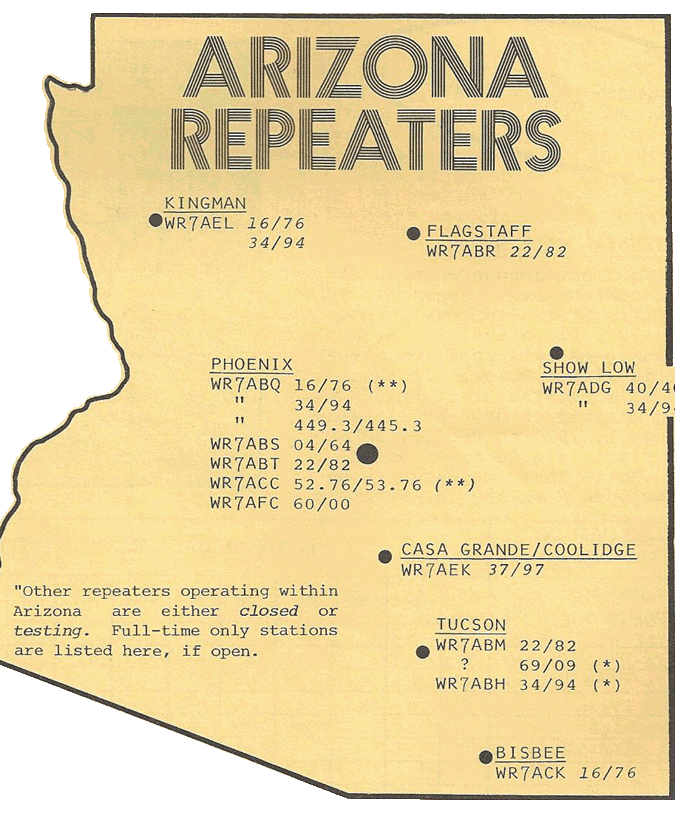 ARIZONA
REPEATERS
KINGMAN
WR7AEL 16/76
34/94
FLAGSTAFF
WR7ABR 22/82
PHOENIX
WR7ABQ 16/76 (**)
" 34/94
" 449.3/445.3
WR7ABS 04/64
WR7ABT 22/82
WR7ACC 52.76/53.76 (**)
WR7AFC 60/00
SHOW LOW
WR7ADG 40/4
" 34/9
CASA GRANDE/COOLIDGE
WR7AEK 37/97
"Other repeaters operating within
Arizona are either closed or
testing. Full-time only stations
are listed here, if open.
TUCSON
WR7ABM 22/82
? 69/09 (*)
WR7ABH 34/94 (*)
BISBEE
WR7ACK 16/76